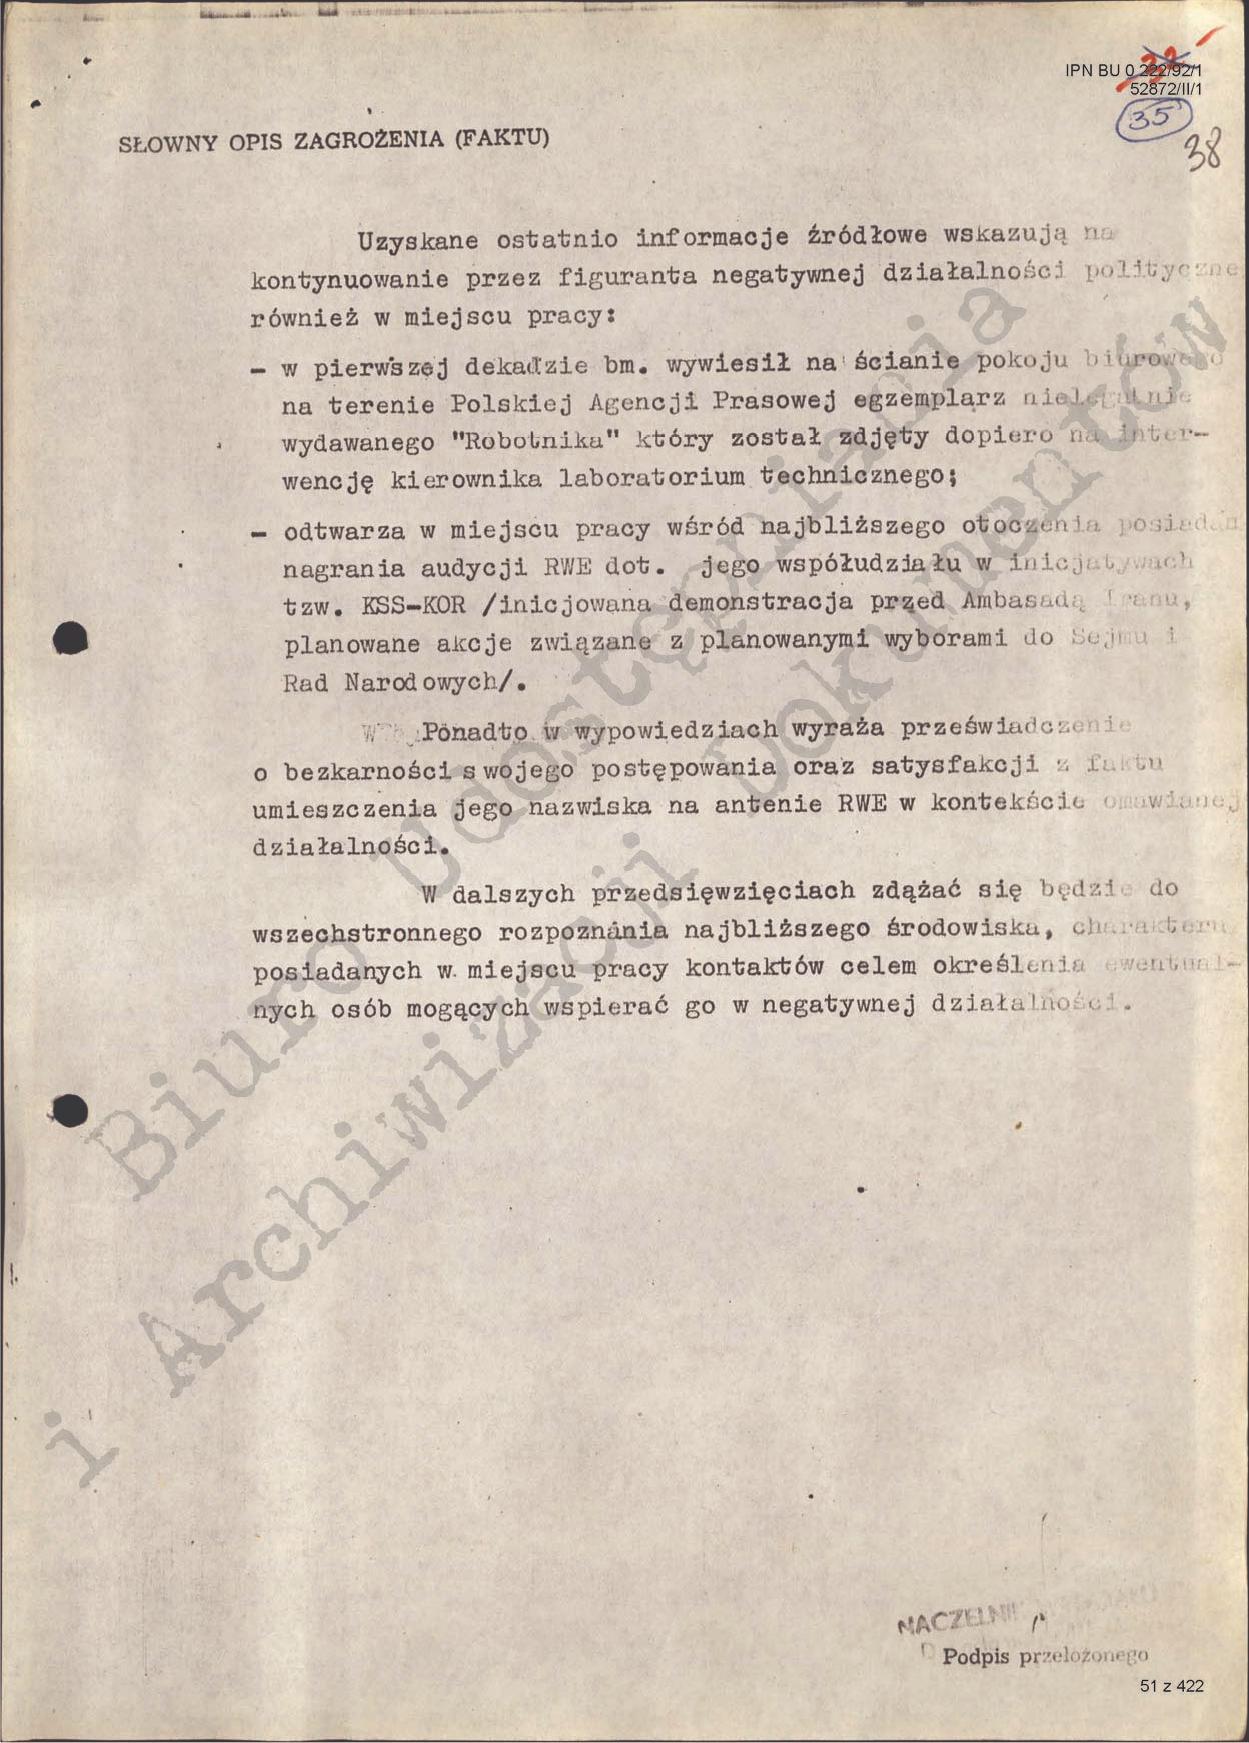 IPN BU 0 222/92/1
52872/II/1
35
38
SŁOWNY OPIS ZAGROŻENIA (FAKTU)
Uzyskane ostatnio informacje źródłowe wskazują na
kontynuowanie przez figuranta negatywnej działalności polityczne
również w miejscu pracy:
- w pierwszej dekadzie bm. wywiesił na ścianie pokoju biurowego
na terenie Polskiej Agencji Prasowej egzemplarz nielegalnie
wydawanego "Robotnika" który został zdjęty dopiero na inter-
wencję kierownika laboratorium technicznego;
- odtwarza w miejscu pracy wśród najbliższego otoczenia posiadan
nagrania audycji RWE dot. jego współudziału w inicjatywach
tzw. KSS-KOR /inicjowana demonstracja przed Ambasadą Iranu,
planowane akcje związane z planowanymi wyborami do Sejmu i
Rad Narodowych/.
Ponadto w wypowiedziach wyraża przeświadczenie
o bezkarności swojego postępowania oraz satysfakcji z faktu
umieszczenia jego nazwiska na antenie RWE w kontekście omawianej
działalności.
W dalszych przedsięwzięciach zdążać się będzie do
wszechstronnego rozpoznania najbliższego środowiska, charakteru
posiadanych w miejscu pracy kontaktów celem określenia ewentual-
nych osób mogących wspierać go w negatywnej działalności.
Biuro Udostępniania
i Archiwizacji Dokumentów
NACZELNI
Podpis przełożonego
51 z 422